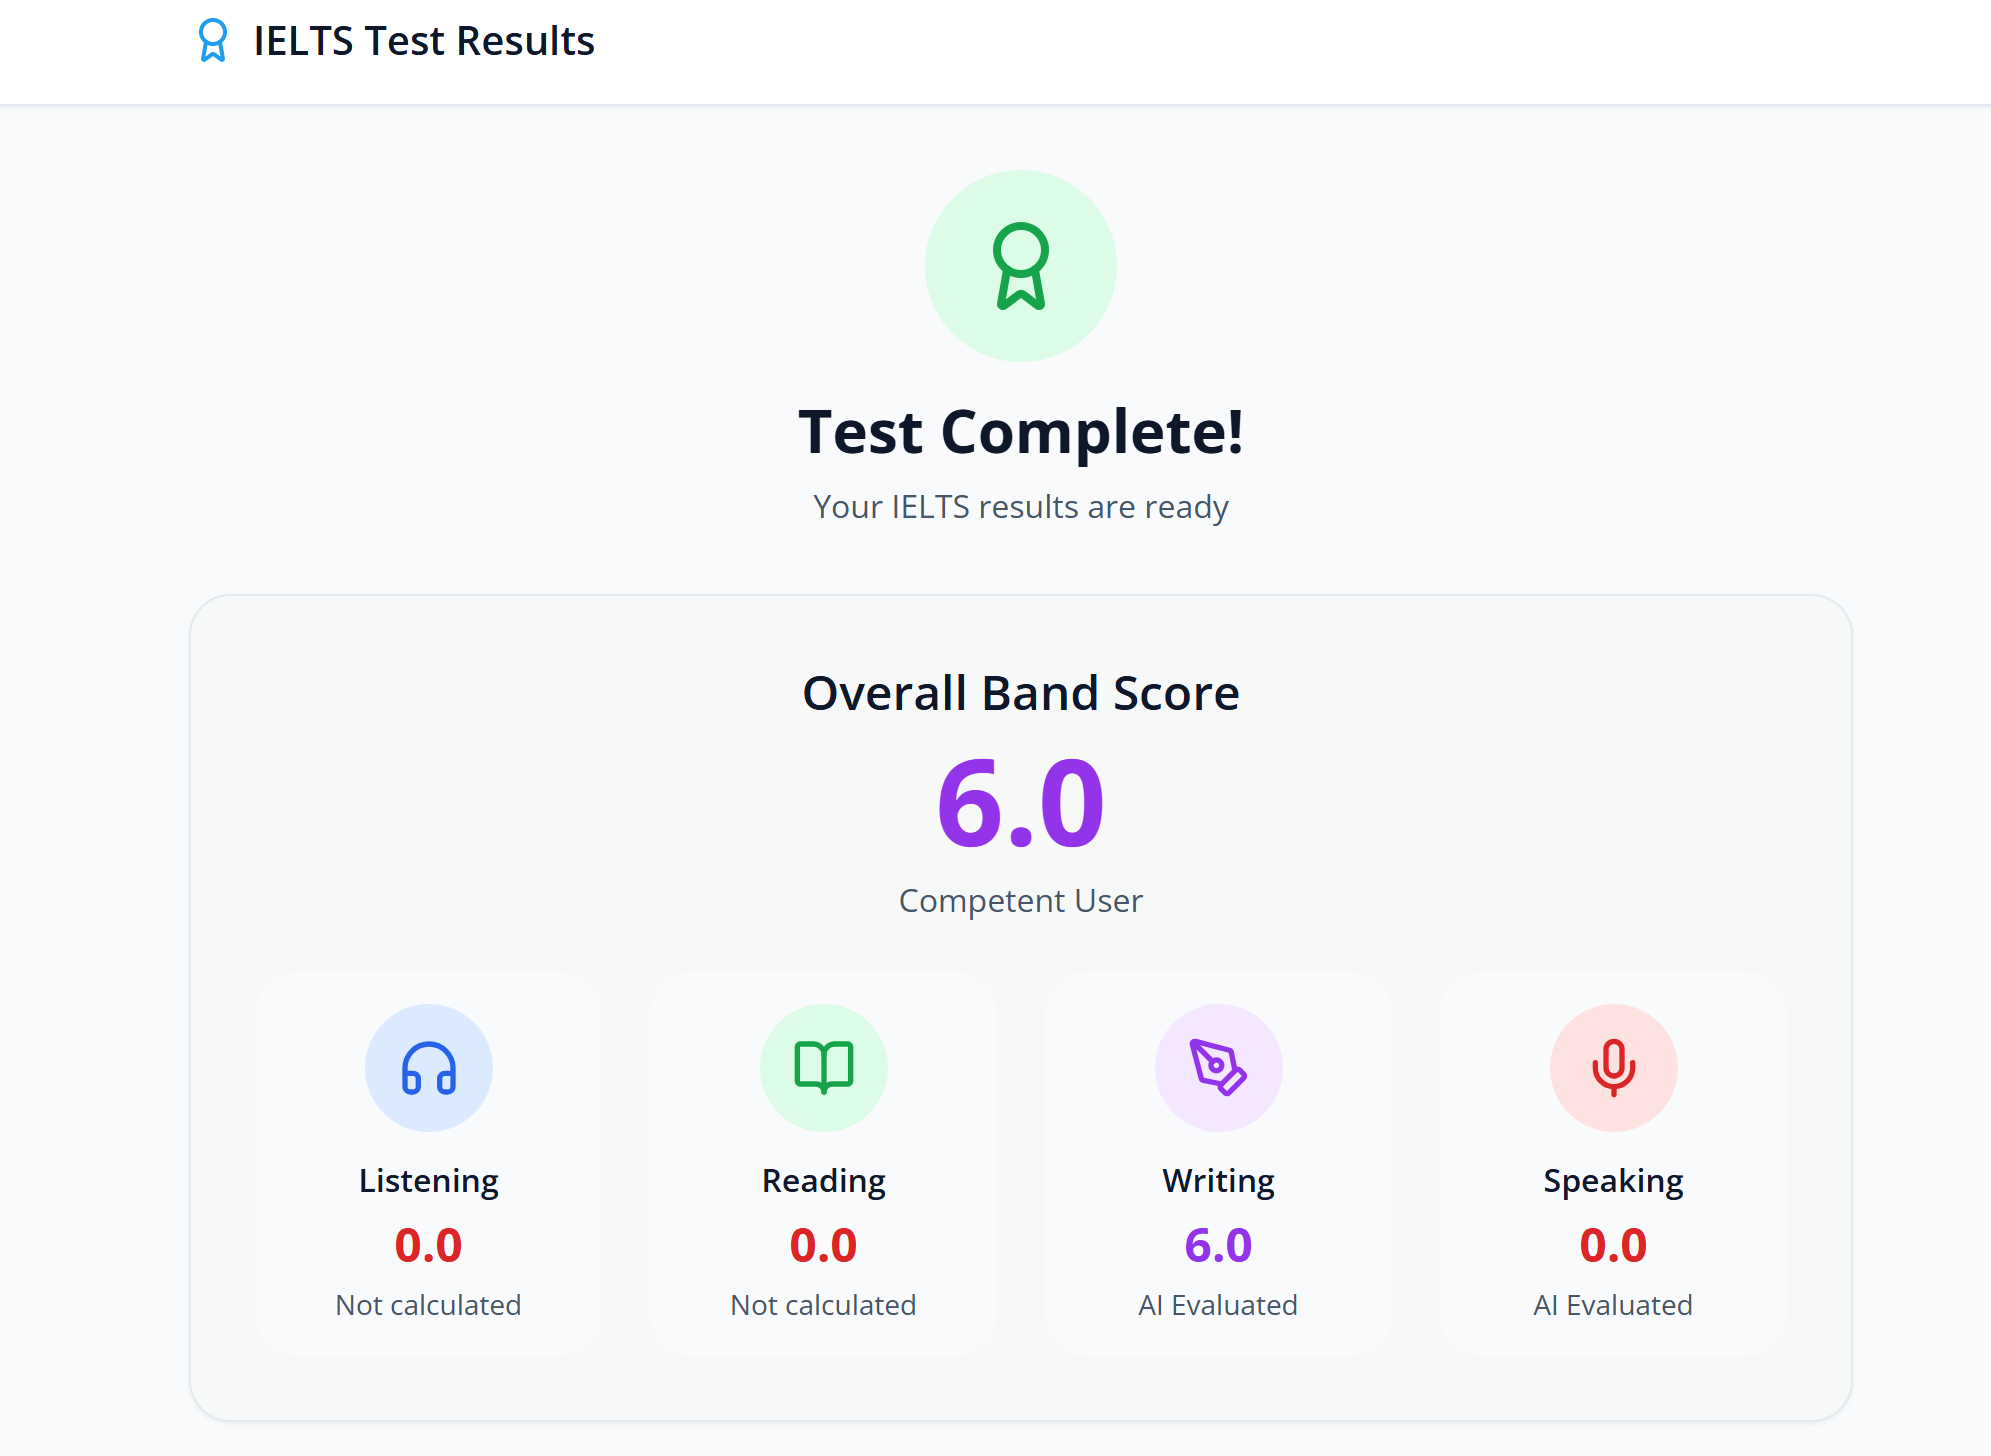 IELTS Test Results
Test Complete!
Your IELTS results are ready
Overall Band Score
6.0
Competent User
Listening
0.0
Not calculated
Reading
0.0
Not calculated
Writing
6.0
AI Evaluated
Speaking
0.0
AI Evaluated